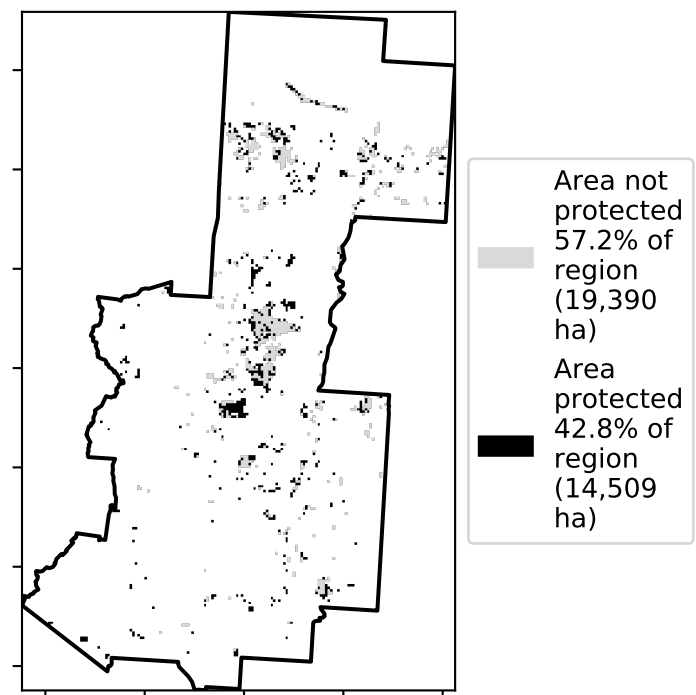 Area not
protected
57.2% of
region
(19,390
ha)
Area
protected
42.8% of
region
(14,509
ha)